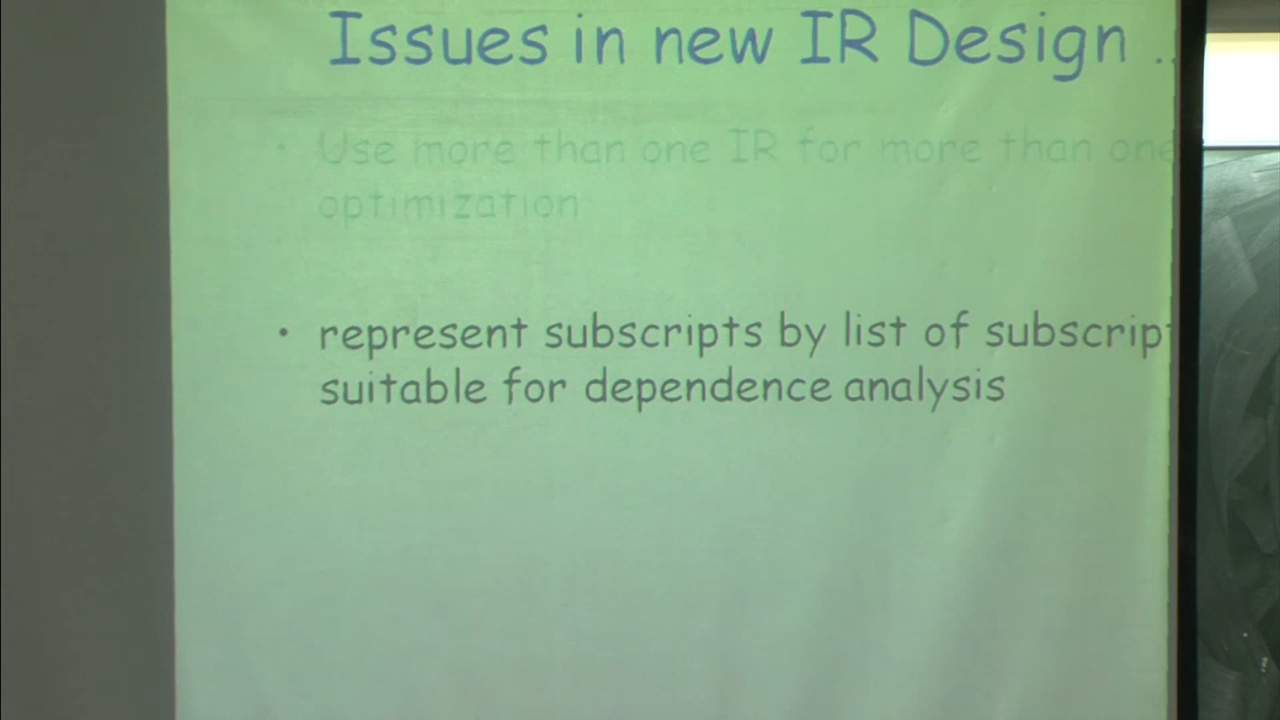 Issues in new IR Design ..
• Use more than one IR for more than one
optimization
• represent subscripts by list of subscrip
suitable for dependence analysis